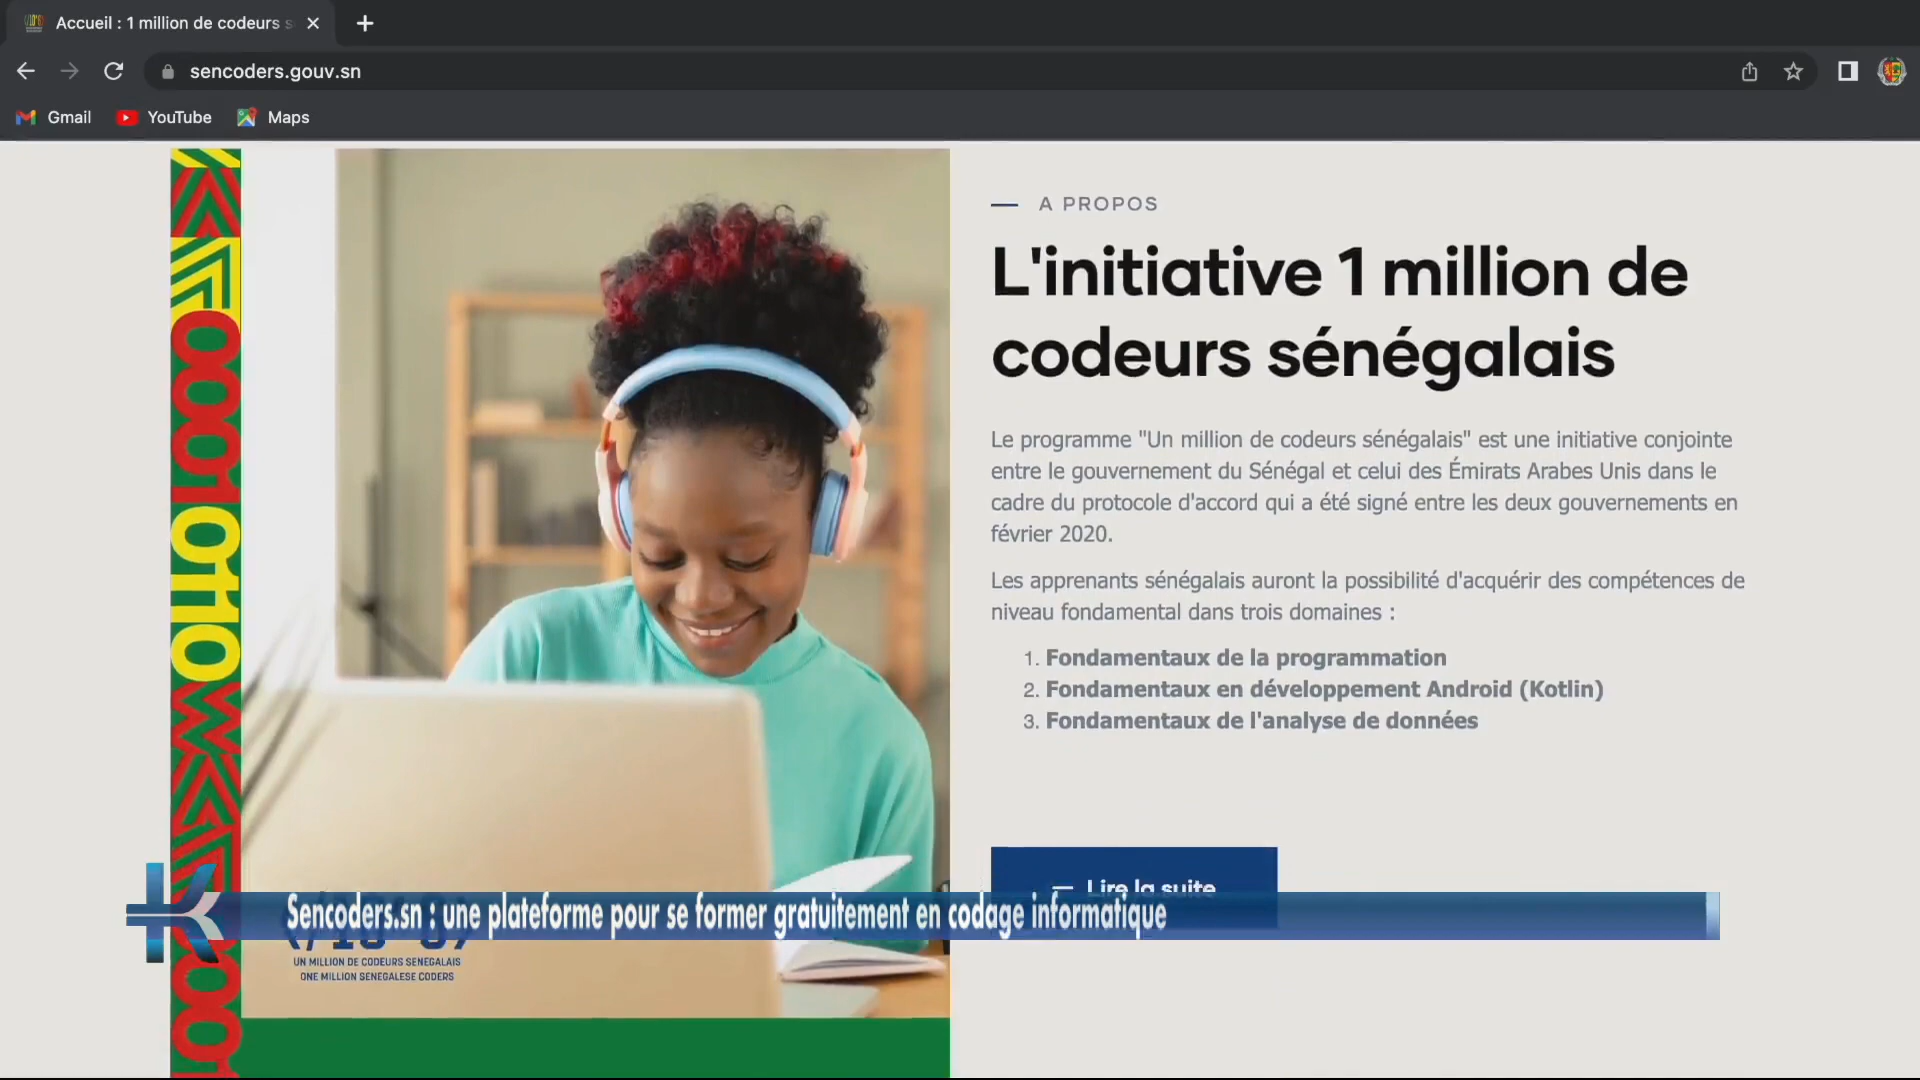 Accueil : 1 million de codeurs s
sencoders.gouv.sn
Gmail
YouTube
Maps
A PROPOS
L'initiative 1 million de
codeurs sénégalais
Le programme "Un million de codeurs sénégalais" est une initiative conjointe
entre le gouvernement du Sénégal et celui des Émirats Arabes Unis dans le
cadre du protocole d'accord qui a été signé entre les deux gouvernements en
février 2020.
Les apprenants sénégalais auront la possibilité d'acquérir des compétences de
niveau fondamental dans trois domaines :
1. Fondamentaux de la programmation
2. Fondamentaux en développement Android (Kotlin)
3. Fondamentaux de l'analyse de données
Lire la suite
Sencoders.sn : une plateforme pour se former gratuitement en codage informatique
UN MILLION DE CODEURS SENEGALAIS
ONE MILLION SENEGALESE CODERS